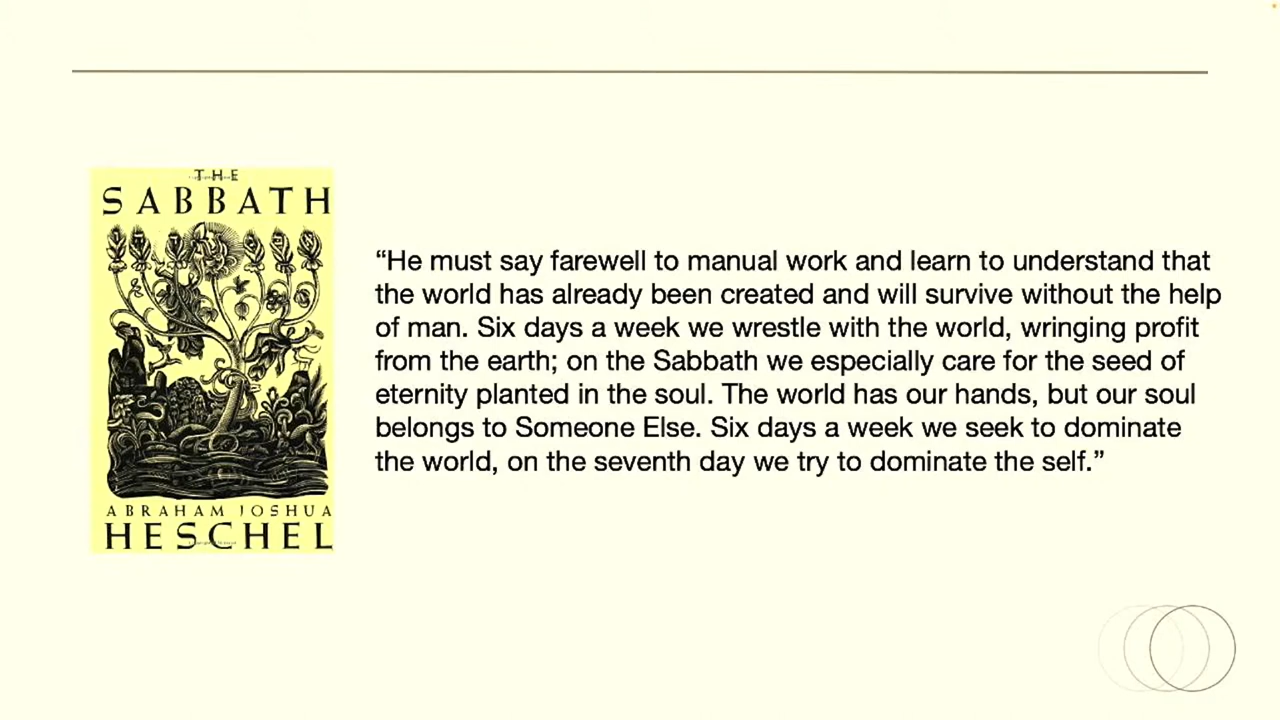 THE
SABBATH
“He must say farewell to manual work and learn to understand that
the world has already been created and will survive without the help
of man. Six days a week we wrestle with the world, wringing profit
from the earth; on the Sabbath we especially care for the seed of
eternity planted in the soul. The world has our hands, but our soul
belongs to Someone Else. Six days a week we seek to dominate
the world, on the seventh day we try to dominate the self.”
ABRAHAM JOSHUA
HESCHEL